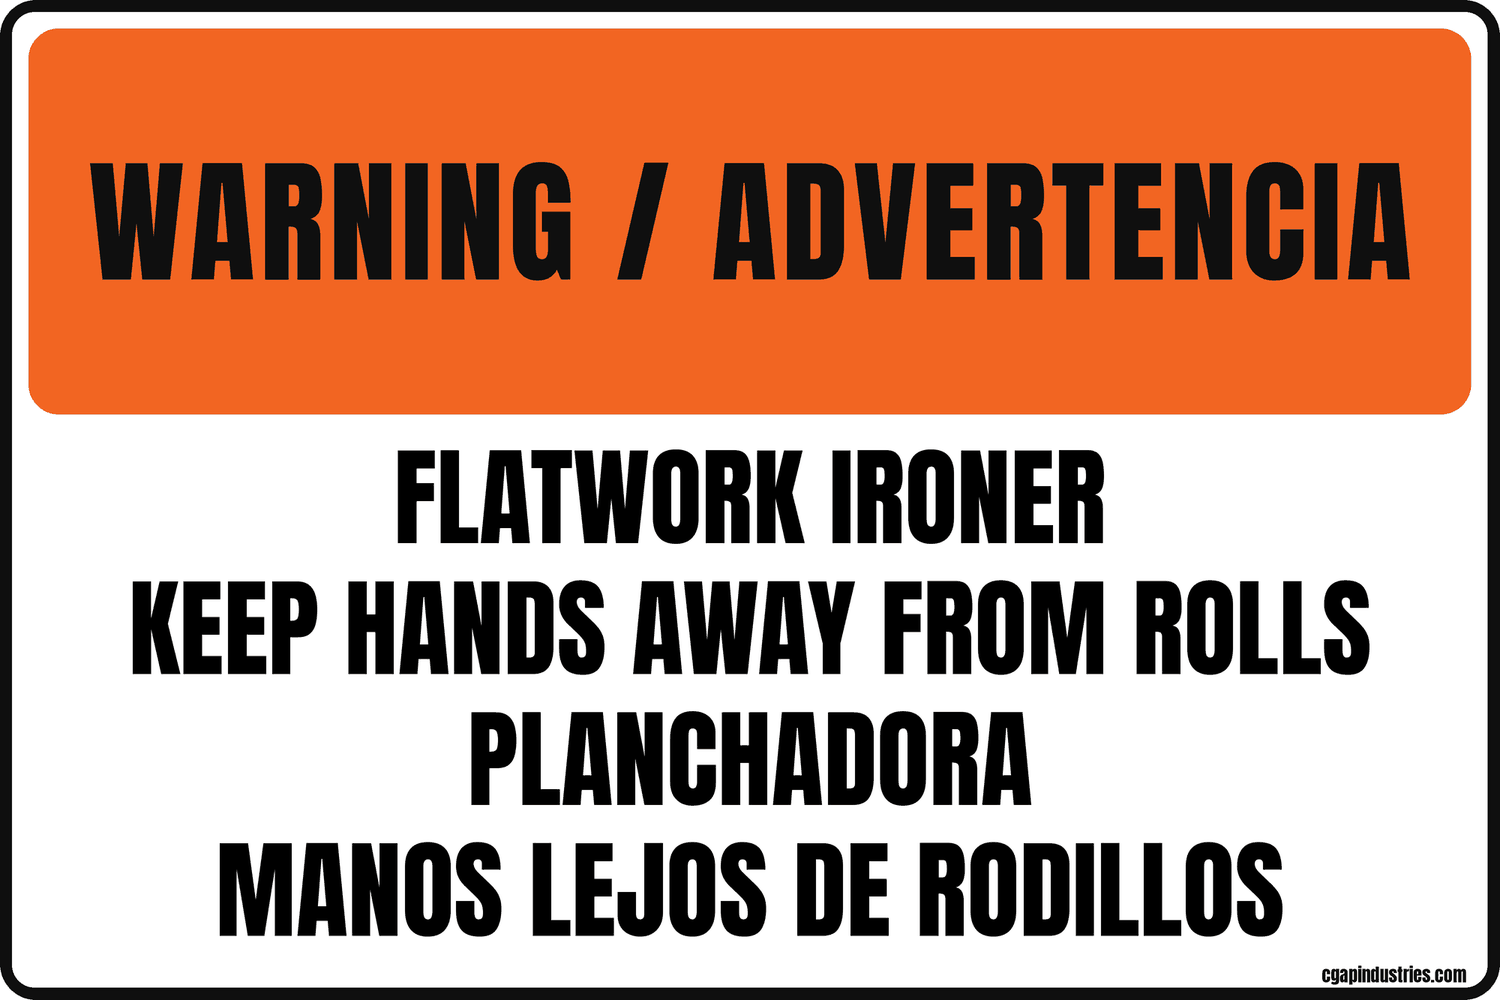 WARNING / ADVERTENCIA
FLATWORK IRONER
KEEP HANDS AWAY FROM ROLLS
PLANCHADORA
MANOS LEJOS DE RODILLOS
cgapindustries.com